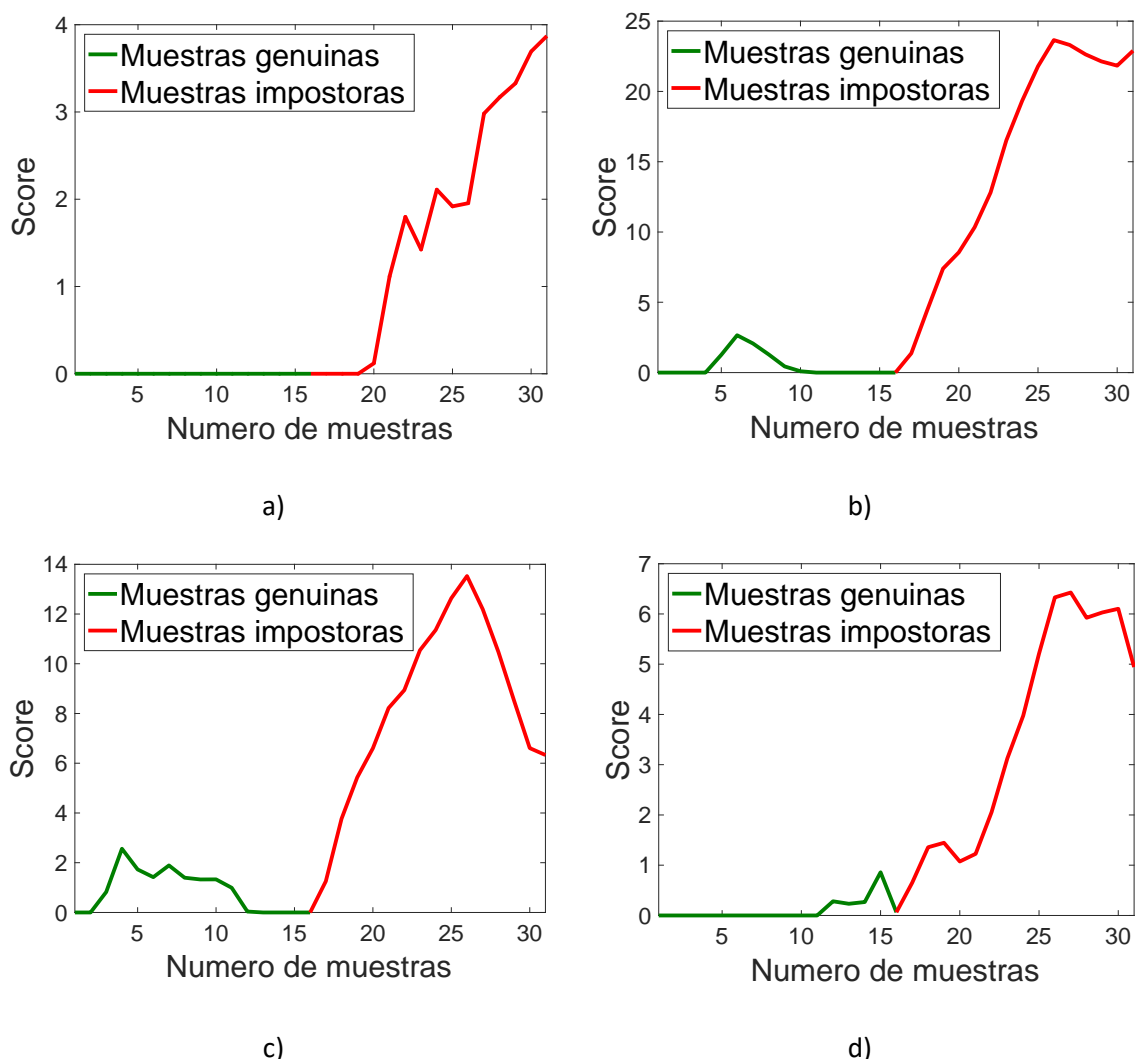 4
3
2
1
0
Score
Muestras genuinas
Muestras impostoras
5 10 15 20 25 30
Numero de muestras
a)
25
20
15
10
5
0
Score
Muestras genuinas
Muestras impostoras
5 10 15 20 25 30
Numero de muestras
b)
14
12
10
8
6
4
2
0
Score
Muestras genuinas
Muestras impostoras
5 10 15 20 25 30
Numero de muestras
c)
7
6
5
4
3
2
1
0
Score
Muestras genuinas
Muestras impostoras
5 10 15 20 25 30
Numero de muestras
d)